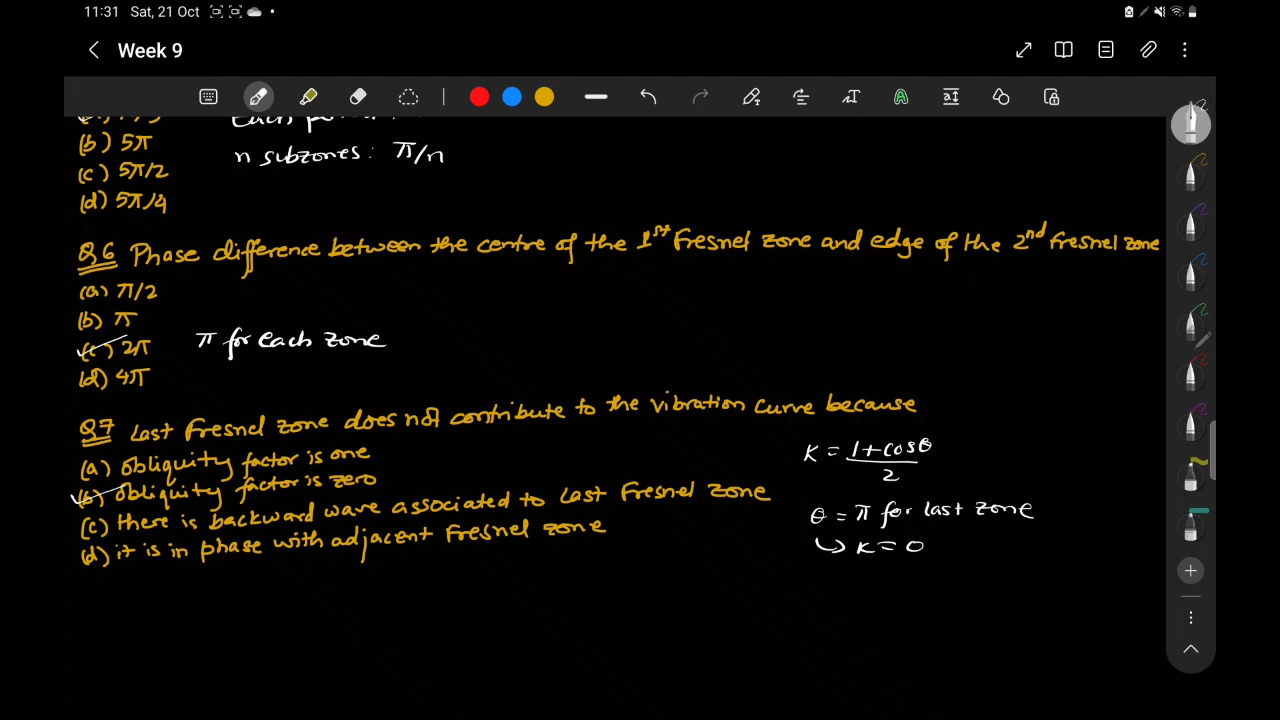 11:31 Sat, 21 Oct
Week 9
(b) 5π
n subzones: π/n
(c) 5π/2
(d) 5π/4
Q6 Phase difference between the centre of the 1st Fresnel zone and edge of the 2nd fresnel zone
(a) π/2
(b) π
(c) 2π
π for each zone
(d) 4π
Q7 Last Fresnel zone does not contribute to the vibration curve because
(a) obliquity factor is one
(b) obliquity factor is zero
(c) there is backward wave associated to last Fresnel zone
(d) it is in phase with adjacent Fresnel zone
K = 1+cosθ
2
θ = π for last zone
↳ K = 0